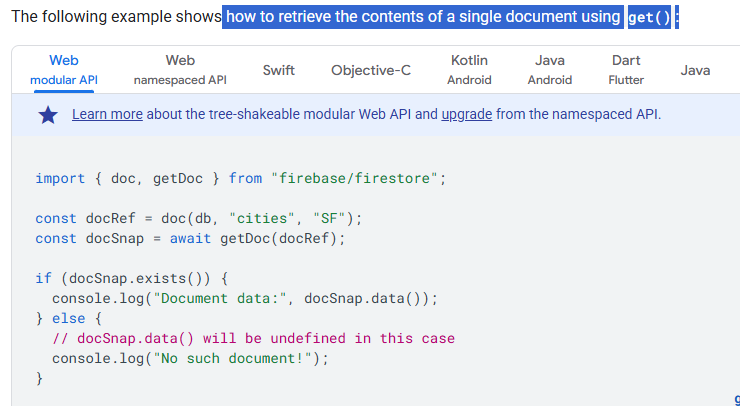 The following example shows how to retrieve the contents of a single document using get() :
Web
modular API
Web
namespaced API
Swift
Objective-C
Kotlin
Android
Java
Android
Dart
Flutter
Java
Learn more about the tree-shakeable modular Web API and upgrade from the namespaced API.
import { doc, getDoc } from "firebase/firestore";
const docRef = doc(db, "cities", "SF");
const docSnap = await getDoc(docRef);
if (docSnap.exists()) {
  console.log("Document data:", docSnap.data());
} else {
  // docSnap.data() will be undefined in this case
  console.log("No such document!");
}